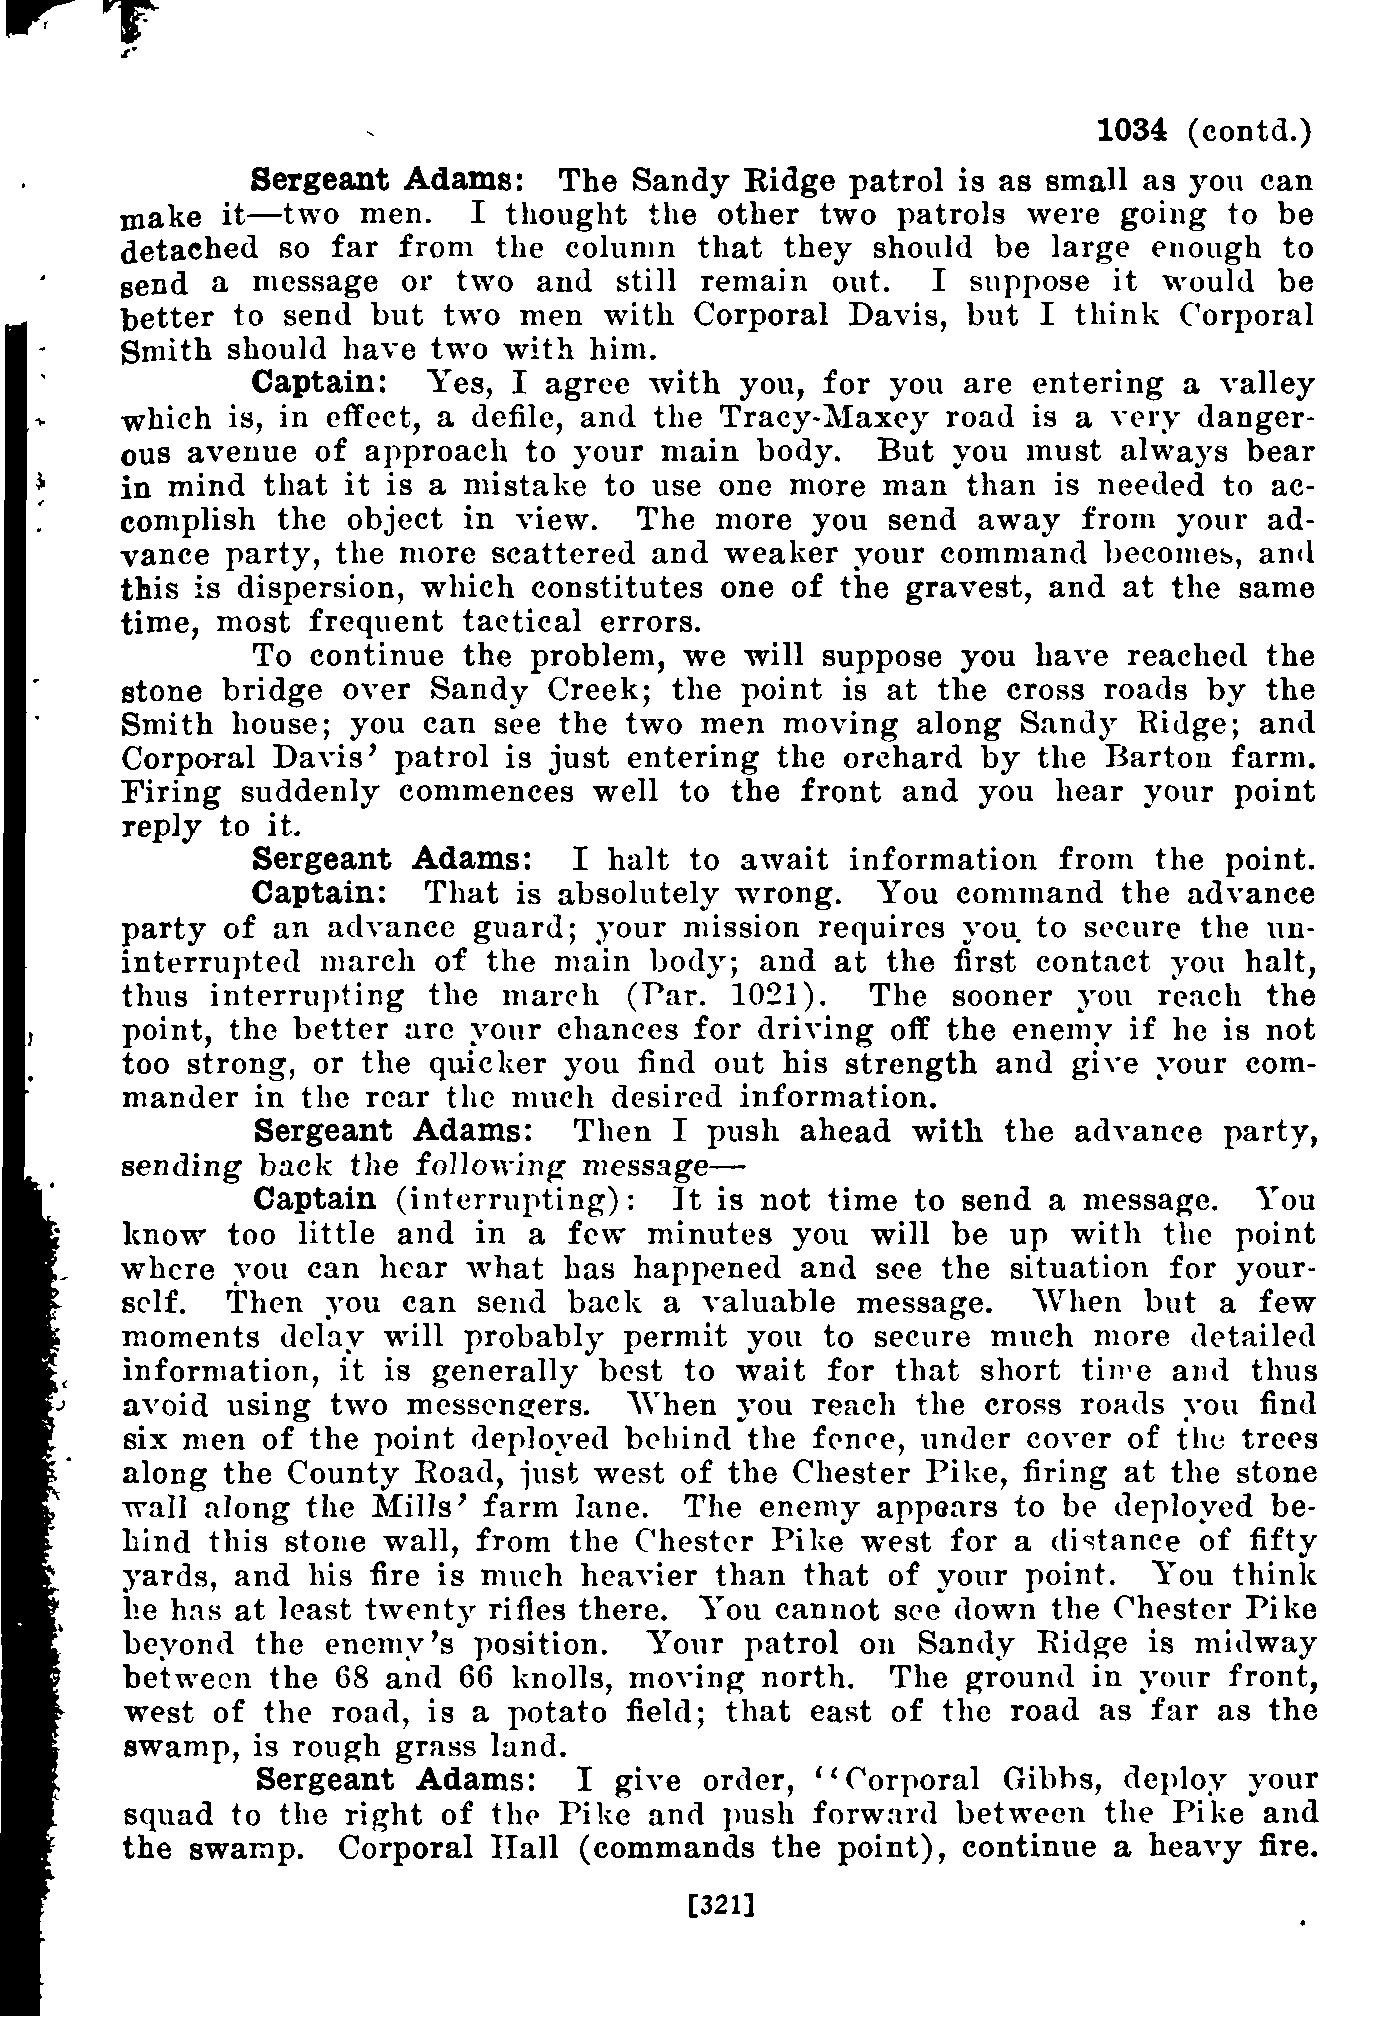 1034 (contd.)
Sergeant Adams: The Sandy Ridge patrol is as small as you can
make it—two men. I thought the other two patrols were going to be
detached so far from the column that they should be large enough to
send a message or two and still remain out. I suppose it would be
better to send but two men with Corporal Davis, but I think Corporal
Smith should have two with him.
Captain: Yes, I agree with you, for you are entering a valley
which is, in effect, a defile, and the Tracy-Maxey road is a very danger-
ous avenue of approach to your main body. But you must always bear
in mind that it is a mistake to use one more man than is needed to ac-
complish the object in view. The more you send away from your ad-
vance party, the more scattered and weaker your command becomes, and
this is dispersion, which constitutes one of the gravest, and at the same
time, most frequent tactical errors.
To continue the problem, we will suppose you have reached the
stone bridge over Sandy Creek; the point is at the cross roads by the
Smith house; you can see the two men moving along Sandy Ridge; and
Corporal Davis' patrol is just entering the orchard by the Barton farm.
Firing suddenly commences well to the front and you hear your point
reply to it.
Sergeant Adams: I halt to await information from the point.
Captain: That is absolutely wrong. You command the advance
party of an advance guard; your mission requires you to secure the un-
interrupted march of the main body; and at the first contact you halt,
thus interrupting the march (Par. 1021). The sooner you reach the
point, the better are your chances for driving off the enemy if he is not
too strong, or the quicker you find out his strength and give your com-
mander in the rear the much desired information.
Sergeant Adams: Then I push ahead with the advance party,
sending back the following message—
Captain (interrupting): It is not time to send a message. You
know too little and in a few minutes you will be up with the point
where you can hear what has happened and see the situation for your-
self. Then you can send back a valuable message. When but a few
moments delay will probably permit you to secure much more detailed
information, it is generally best to wait for that short time and thus
avoid using two messengers. When you reach the cross roads you find
six men of the point deployed behind the fence, under cover of the trees
along the County Road, just west of the Chester Pike, firing at the stone
wall along the Mills' farm lane. The enemy appears to be deployed be-
hind this stone wall, from the Chester Pike west for a distance of fifty
yards, and his fire is much heavier than that of your point. You think
he has at least twenty rifles there. You cannot see down the Chester Pike
beyond the enemy's position. Your patrol on Sandy Ridge is midway
between the 68 and 66 knolls, moving north. The ground in your front,
west of the road, is a potato field; that east of the road as far as the
swamp, is rough grass land.
Sergeant Adams: I give order, "Corporal Gibbs, deploy your
squad to the right of the Pike and push forward between the Pike and
the swamp. Corporal Hall (commands the point), continue a heavy fire.
[321]